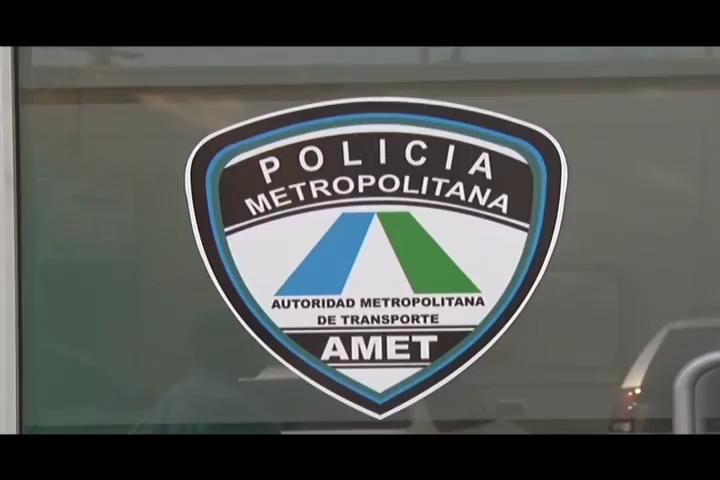 POLICIA
METROPOLITANA
AUTORIDAD METROPOLITANA
DE TRANSPORTE
AMET